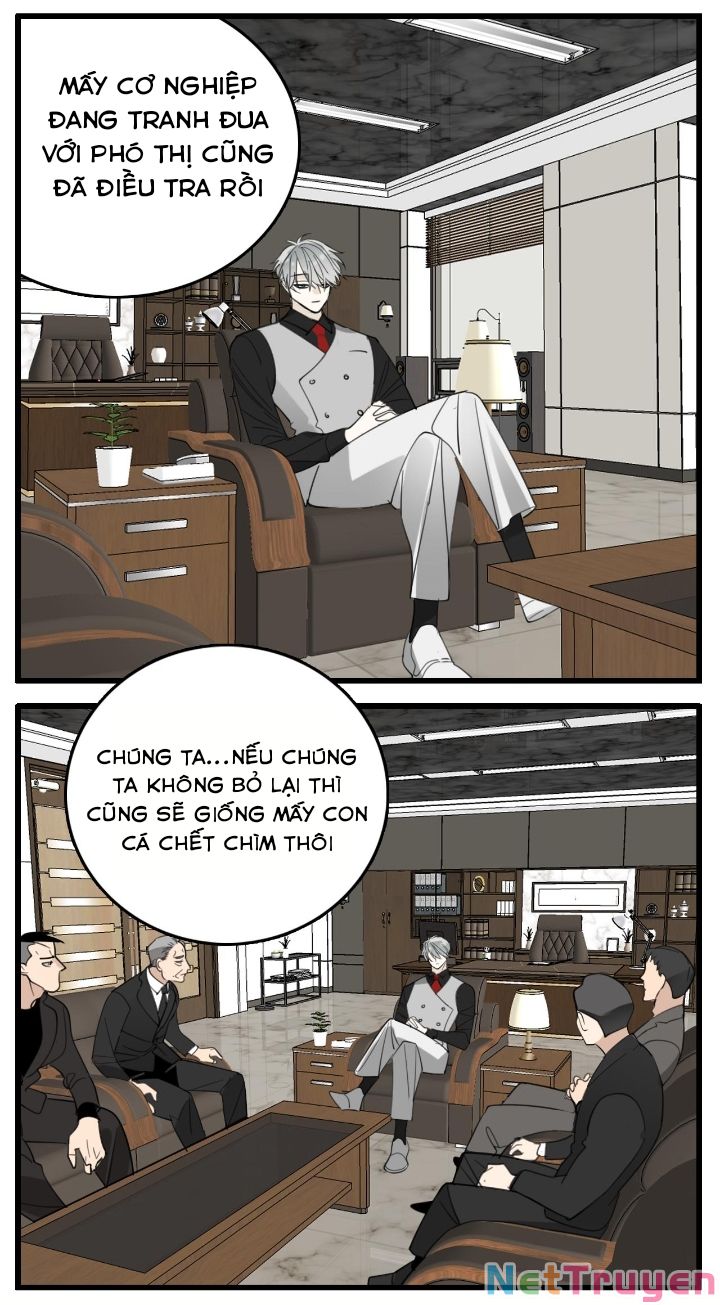 MẤY CƠ NGHIỆP
ĐANG TRANH ĐUA
VỚI PHÓ THỊ CŨNG
ĐÃ ĐIỀU TRA RỒI
CHÚNG TA...NẾU CHÚNG
TA KHÔNG BỎ LẠI THÌ
CŨNG SẼ GIỐNG MẤY CON
CÁ CHẾT CHÌM THÔI
NetTruyen